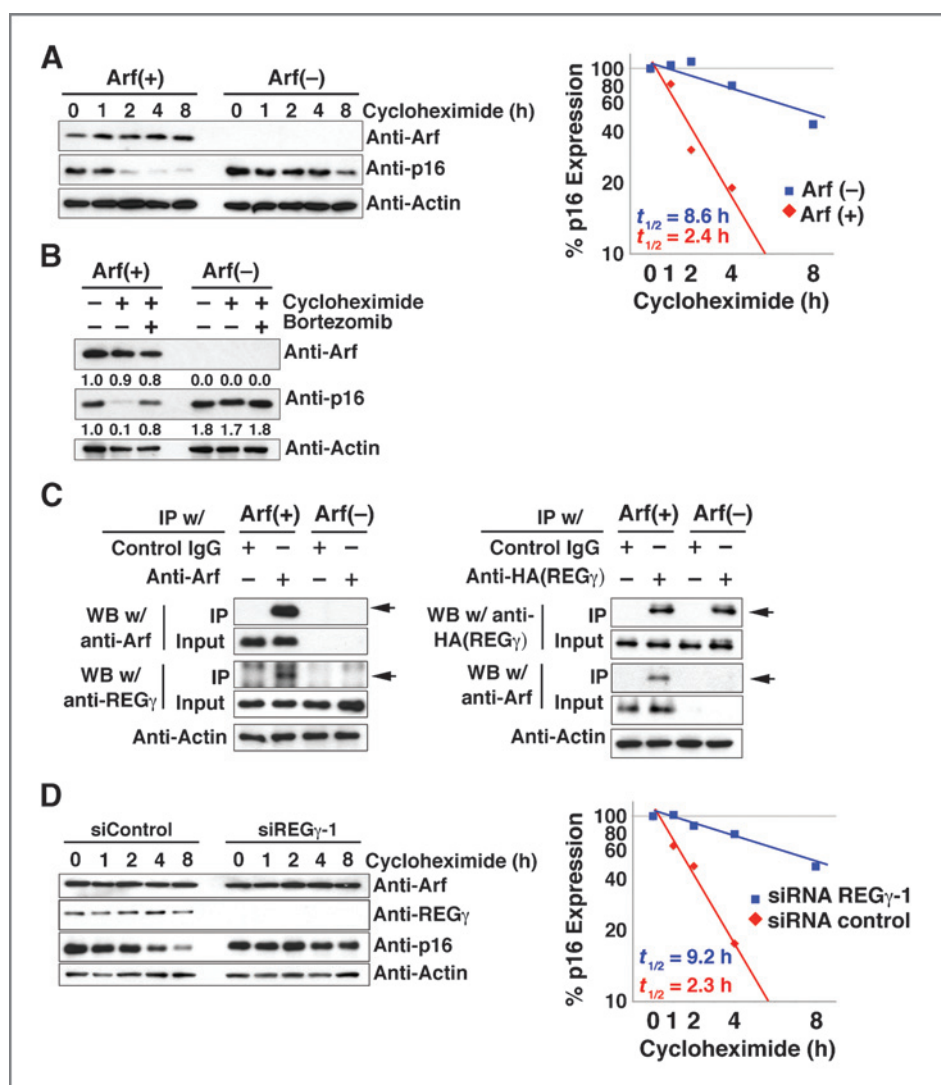 A
Arf(+) Arf(–)
0 1 2 4 8 0 1 2 4 8 Cycloheximide (h)
Anti-Arf
Anti-p16
Anti-Actin
% p16 Expression
100
80
60
40
20
10
t1/2 = 8.6 h
t1/2 = 2.4 h
Arf (–)
Arf (+)
0 1 2 4 8
Cycloheximide (h)
B
Arf(+) Arf(–)
– + + – + + Cycloheximide
– – + – – + Bortezomib
Anti-Arf
1.0 0.9 0.8 0.0 0.0 0.0
Anti-p16
1.0 0.1 0.8 1.8 1.7 1.8
Anti-Actin
C
IP w/ Arf(+) Arf(–)
Control IgG + – + –
Anti-Arf – + – +
WB w/ anti-Arf IP
Input
WB w/ anti-REGγ IP
Input
Anti-Actin
IP w/ Arf(+) Arf(–)
Control IgG + – + –
Anti-HA(REGγ) – + – +
WB w/ anti-HA(REGγ) IP
Input
WB w/ anti-Arf IP
Input
Anti-Actin
D
siControl siREGγ-1
0 1 2 4 8 0 1 2 4 8 Cycloheximide (h)
Anti-Arf
Anti-REGγ
Anti-p16
Anti-Actin
% p16 Expression
100
80
60
40
20
10
t1/2 = 9.2 h
t1/2 = 2.3 h
siRNA REGγ-1
siRNA control
0 1 2 4 8
Cycloheximide (h)